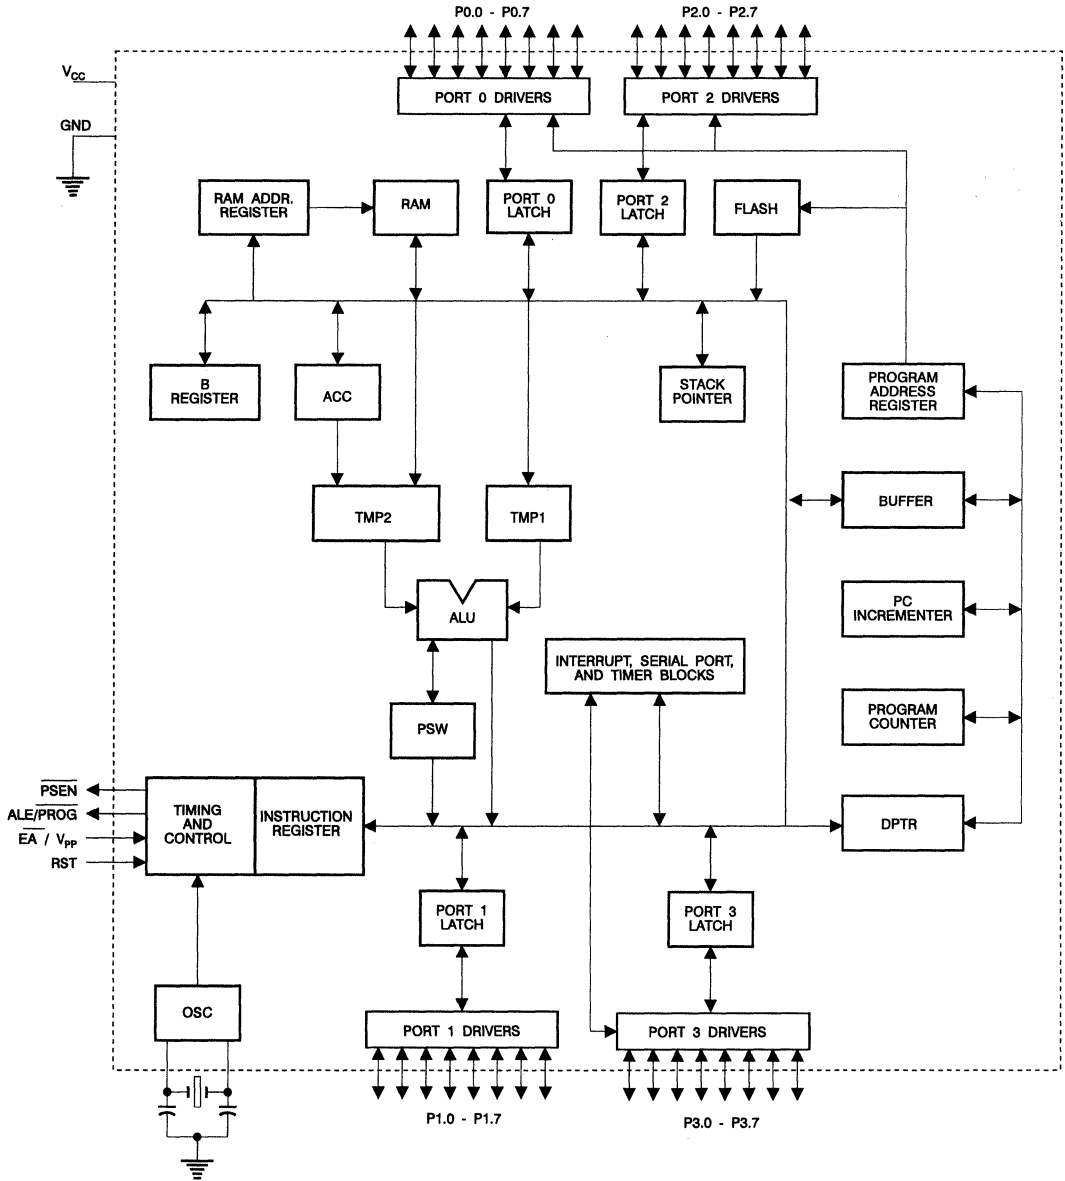 P0.0 - P0.7
P2.0 - P2.7
VCC
PORT 0 DRIVERS
PORT 2 DRIVERS
GND
RAM ADDR.
REGISTER
RAM
PORT 0
LATCH
PORT 2
LATCH
FLASH
B
REGISTER
ACC
STACK
POINTER
PROGRAM
ADDRESS
REGISTER
BUFFER
TMP2
TMP1
ALU
PC
INCREMENTER
INTERRUPT, SERIAL PORT,
AND TIMER BLOCKS
PSW
PROGRAM
COUNTER
PSEN
ALE/PROG
EA / VPP
RST
TIMING
AND
CONTROL
INSTRUCTION
REGISTER
DPTR
PORT 1
LATCH
PORT 3
LATCH
OSC
PORT 1 DRIVERS
PORT 3 DRIVERS
P1.0 - P1.7
P3.0 - P3.7